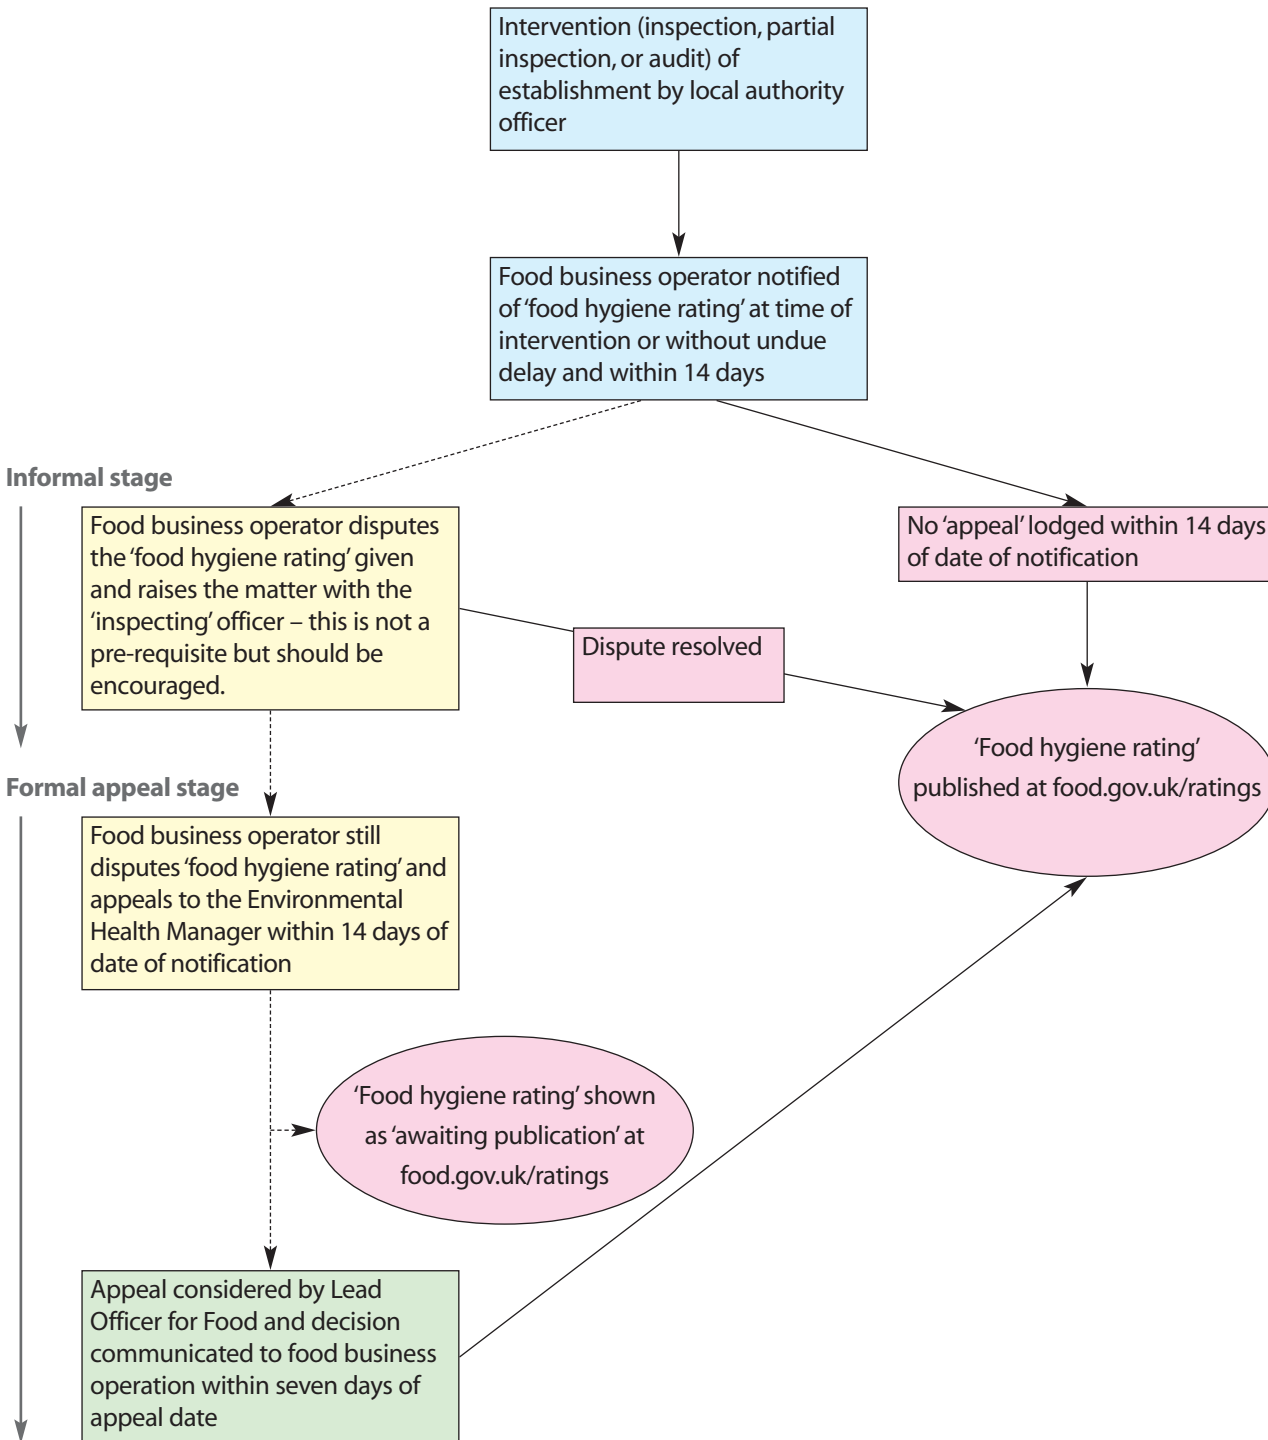 Intervention (inspection, partial
inspection, or audit) of
establishment by local authority
officer
Food business operator notified
of ‘food hygiene rating’ at time of
intervention or without undue
delay and within 14 days
Informal stage
Food business operator disputes
the ‘food hygiene rating’ given
and raises the matter with the
‘inspecting’ officer – this is not a
pre-requisite but should be
encouraged.
No ‘appeal’ lodged within 14 days
of date of notification
Dispute resolved
‘Food hygiene rating’
published at food.gov.uk/ratings
Formal appeal stage
Food business operator still
disputes ‘food hygiene rating’ and
appeals to the Environmental
Health Manager within 14 days of
date of notification
‘Food hygiene rating’ shown
as ‘awaiting publication’ at
food.gov.uk/ratings
Appeal considered by Lead
Officer for Food and decision
communicated to food business
operation within seven days of
appeal date